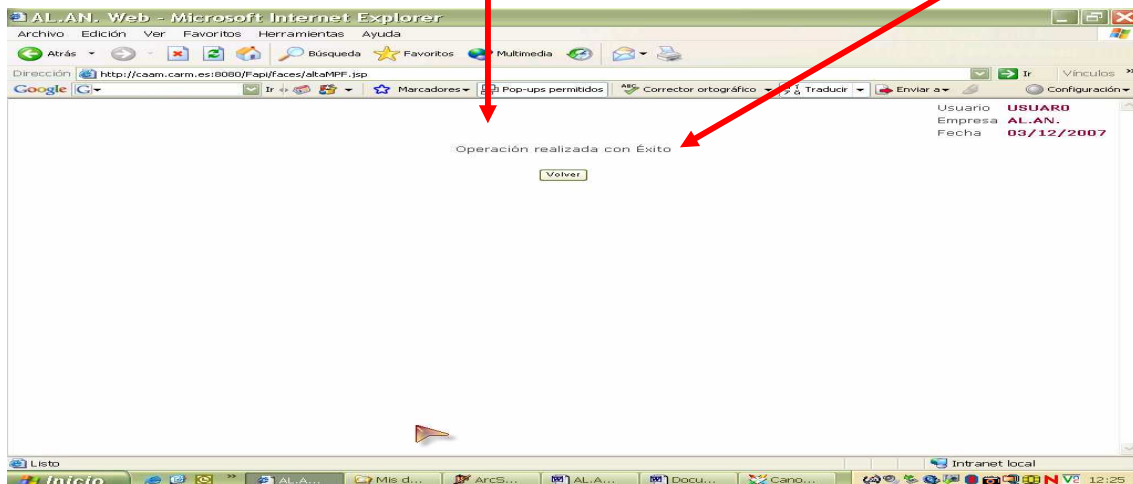 AL.AN, Web - Microsoft Internet Explorer
Archivo Edición Ver Favoritos Herramientas Ayuda
Atrás Búsqueda Favoritos Multimedia
Dirección http://caam.carm.es:8080/Fapi/faces/altaMPF.jsp Ir Vínculos »
Google G Ir Marcadores Pop-ups permitidos ABC Corrector ortográfico Traducir Enviar a Configuración
Usuario USUAR0
Empresa AL.AN.
Fecha 03/12/2007
Operación realizada con Éxito
Volver
Listo Intranet local
Inicio » AL.A... Mis d... ArcS... AL.A... Docu... Cano... 12:25